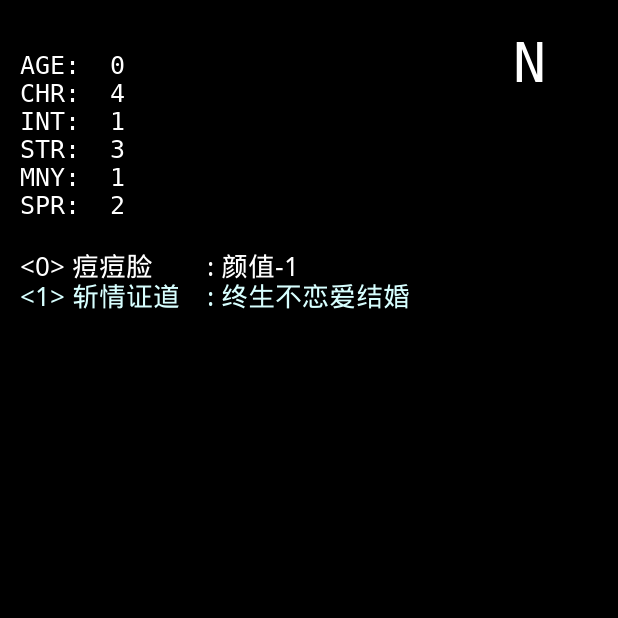 N
AGE: 0
CHR: 4
INT: 1
STR: 3
MNY: 1
SPR: 2
<0> 痘痘脸 : 颜值-1
<1> 斩情证道 : 终生不恋爱结婚